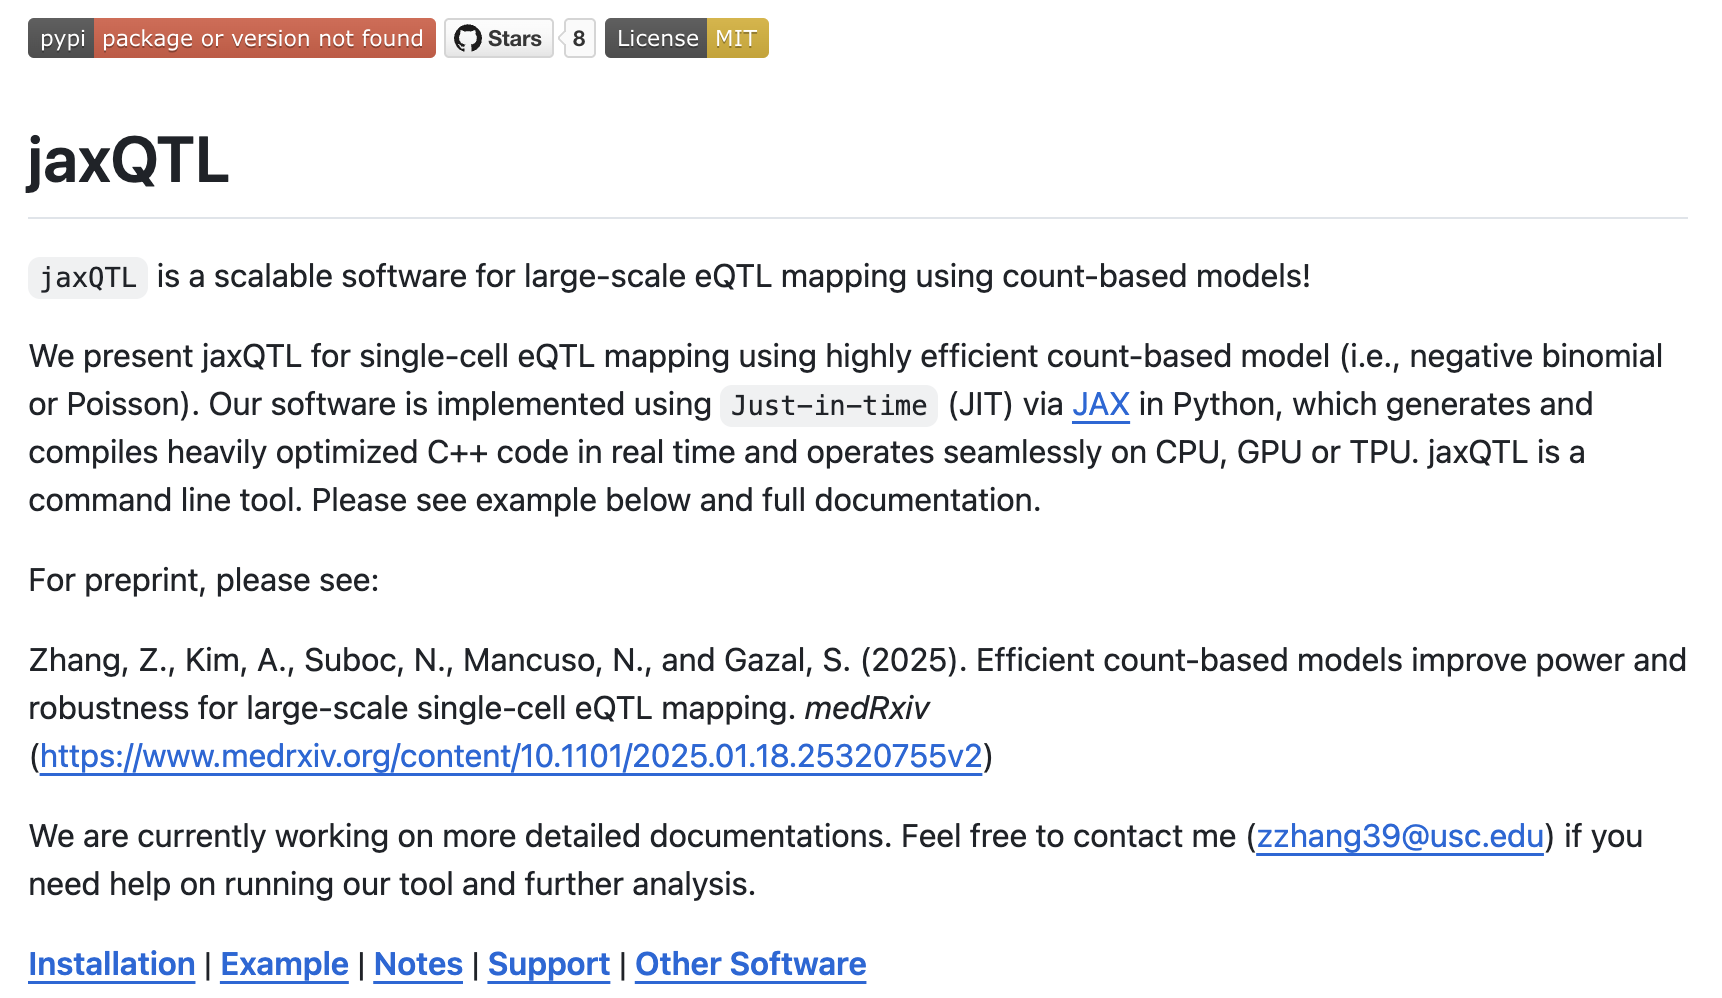 pypi package or version not found Stars 8 License MIT
jaxQTL
jaxQTL is a scalable software for large-scale eQTL mapping using count-based models!
We present jaxQTL for single-cell eQTL mapping using highly efficient count-based model (i.e., negative binomial
or Poisson). Our software is implemented using Just-in-time (JIT) via JAX in Python, which generates and
compiles heavily optimized C++ code in real time and operates seamlessly on CPU, GPU or TPU. jaxQTL is a
command line tool. Please see example below and full documentation.
For preprint, please see:
Zhang, Z., Kim, A., Suboc, N., Mancuso, N., and Gazal, S. (2025). Efficient count-based models improve power and
robustness for large-scale single-cell eQTL mapping. medRxiv
(https://www.medrxiv.org/content/10.1101/2025.01.18.25320755v2)
We are currently working on more detailed documentations. Feel free to contact me (zzhang39@usc.edu) if you
need help on running our tool and further analysis.
Installation | Example | Notes | Support | Other Software